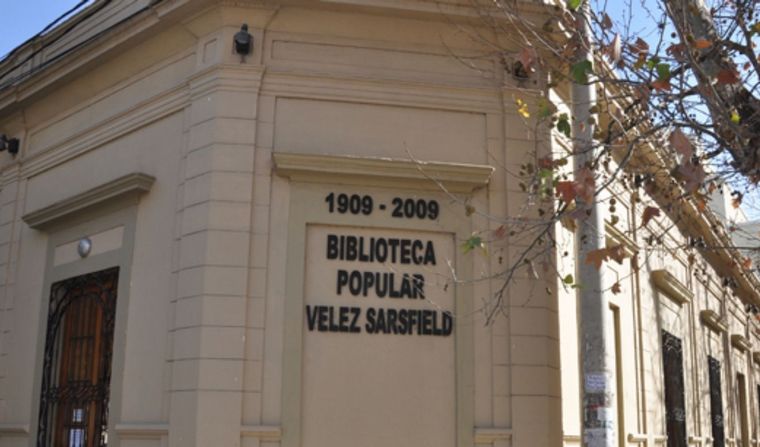 1909 - 2009
BIBLIOTECA
POPULAR
VELEZ SARSFIELD